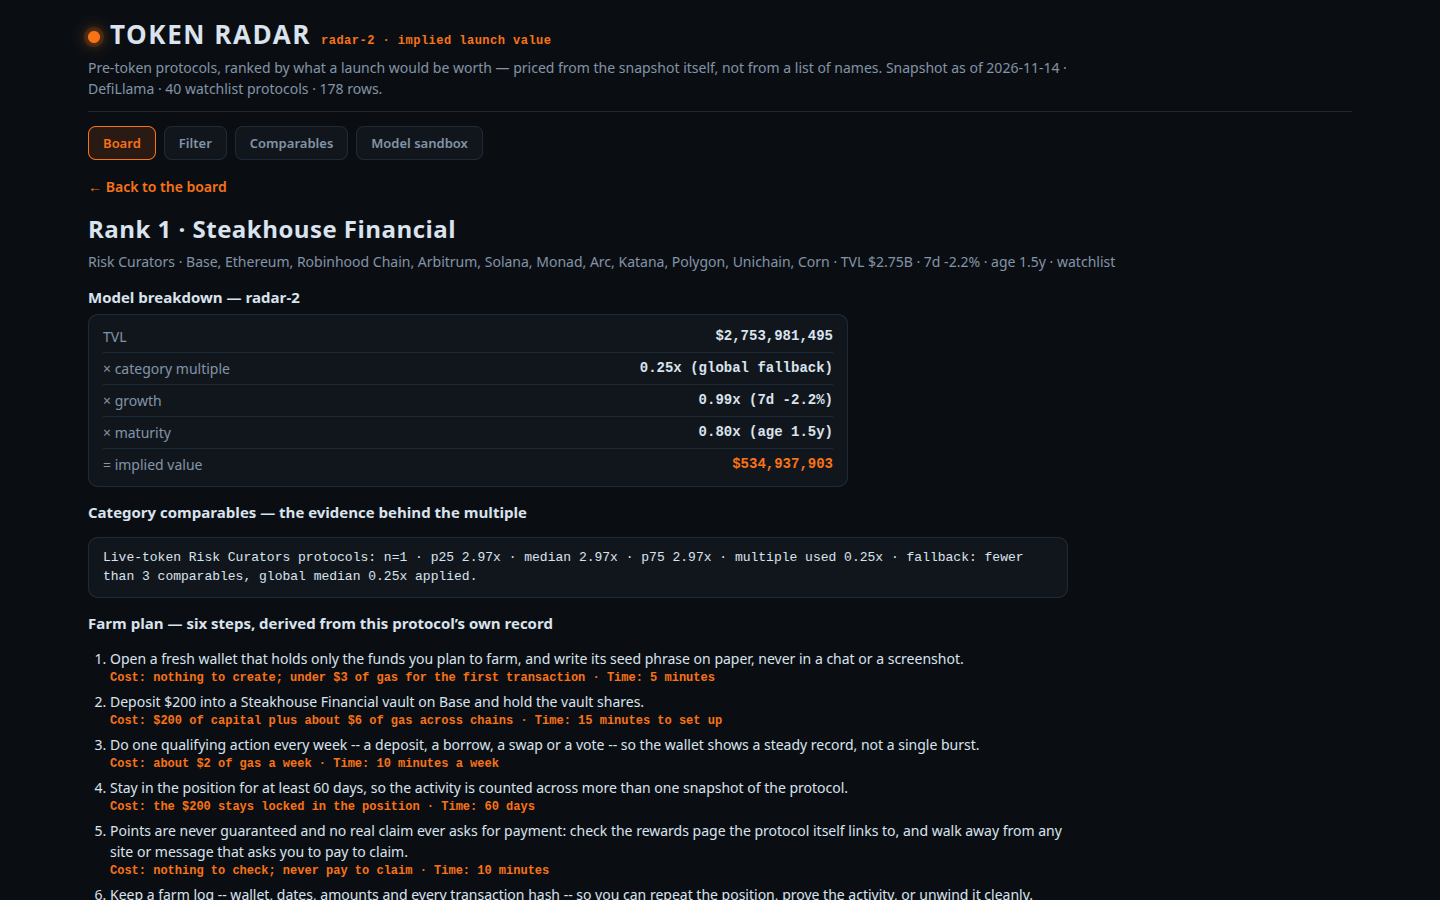 TOKEN RADAR radar-2 · implied launch value
Pre-token protocols, ranked by what a launch would be worth — priced from the snapshot itself, not from a list of names. Snapshot as of 2026-11-14 ·
DefiLlama · 40 watchlist protocols · 178 rows.
Board Filter Comparables Model sandbox
← Back to the board
Rank 1 · Steakhouse Financial
Risk Curators · Base, Ethereum, Robinhood Chain, Arbitrum, Solana, Monad, Arc, Katana, Polygon, Unichain, Corn · TVL $2.75B · 7d -2.2% · age 1.5y · watchlist
Model breakdown — radar-2
TVL $2,753,981,495
× category multiple 0.25x (global fallback)
× growth 0.99x (7d -2.2%)
× maturity 0.80x (age 1.5y)
= implied value $534,937,903
Category comparables — the evidence behind the multiple
Live-token Risk Curators protocols: n=1 · p25 2.97x · median 2.97x · p75 2.97x · multiple used 0.25x · fallback: fewer
than 3 comparables, global median 0.25x applied.
Farm plan — six steps, derived from this protocol's own record
1. Open a fresh wallet that holds only the funds you plan to farm, and write its seed phrase on paper, never in a chat or a screenshot.
Cost: nothing to create; under $3 of gas for the first transaction · Time: 5 minutes
2. Deposit $200 into a Steakhouse Financial vault on Base and hold the vault shares.
Cost: $200 of capital plus about $6 of gas across chains · Time: 15 minutes to set up
3. Do one qualifying action every week -- a deposit, a borrow, a swap or a vote -- so the wallet shows a steady record, not a single burst.
Cost: about $2 of gas a week · Time: 10 minutes a week
4. Stay in the position for at least 60 days, so the activity is counted across more than one snapshot of the protocol.
Cost: the $200 stays locked in the position · Time: 60 days
5. Points are never guaranteed and no real claim ever asks for payment: check the rewards page the protocol itself links to, and walk away from any
site or message that asks you to pay to claim.
Cost: nothing to check; never pay to claim · Time: 10 minutes
6. Keep a farm log -- wallet, dates, amounts and every transaction hash -- so you can repeat the position, prove the activity, or unwind it cleanly.